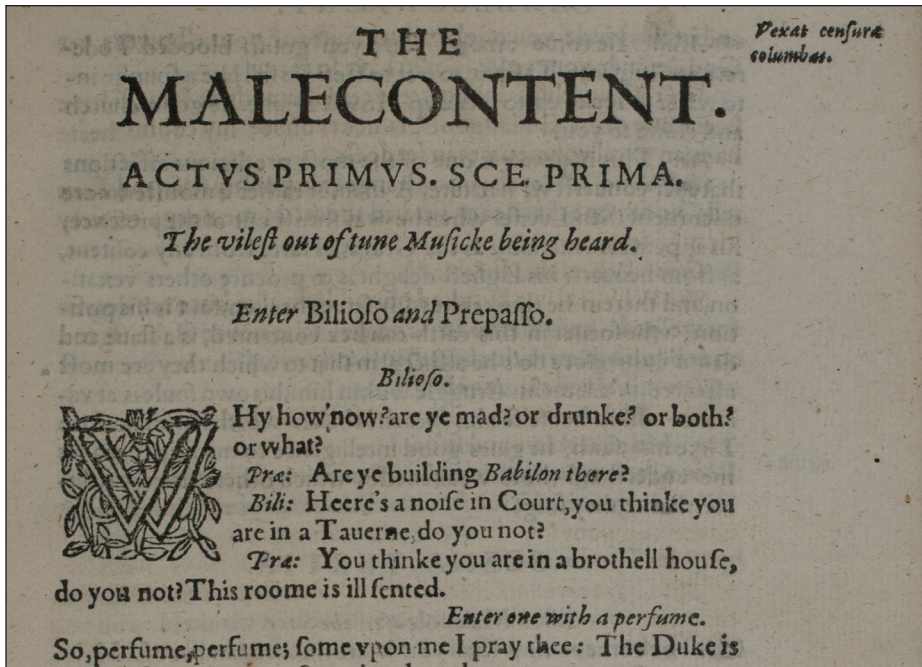 THE
MALECONTENT.
Vexat censura
columbas.
ACTVS PRIMVS. SCE. PRIMA.
The vilest out of tune Musicke being heard.
Enter Bilioso and Prepasso.
Bilioso.
WHy how now? are ye mad? or drunke? or both?
or what?
Præ: Are ye building Babilon there?
Bili: Heere's a noise in Court, you thinke you
are in a Tauerne, do you not?
Præ: You thinke you are in a brothell house,
do you not? This roome is ill sented.
Enter one with a perfume.
So, perfume, perfume; some vpon me I pray thee: The Duke is